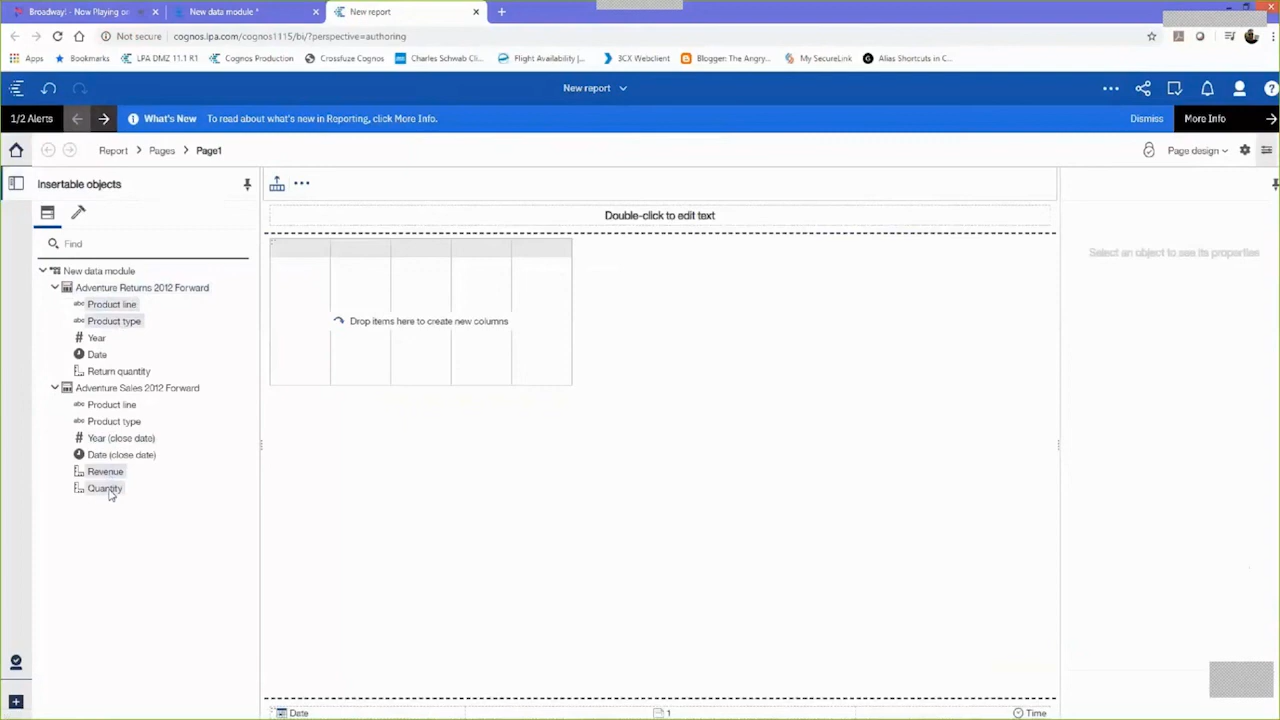 Broadway! - Now Playing on
New data module *
New report
Not secure
cognos.lpa.com/cognos1115/bi/?perspective=authoring
Apps
Bookmarks
LPA DMZ 11.1 R1
Cognos Production
Crossfuze Cognos
Charles Schwab Cli...
Flight Availability |...
3CX Webclient
Blogger: The Angry...
My SecureLink
Alias Shortcuts in C...
New report
1/2 Alerts
What's New
To read about what's new in Reporting, click More Info.
Dismiss
More Info
Report
Pages
Page1
Page design
Insertable objects
Double-click to edit text
Find
Select an object to see its properties
New data module
Adventure Returns 2012 Forward
abc Product line
abc Product type
# Year
Date
Return quantity
Drop items here to create new columns
Adventure Sales 2012 Forward
abc Product line
abc Product type
# Year (close date)
Date (close date)
Revenue
Quantity
Date
1
Time